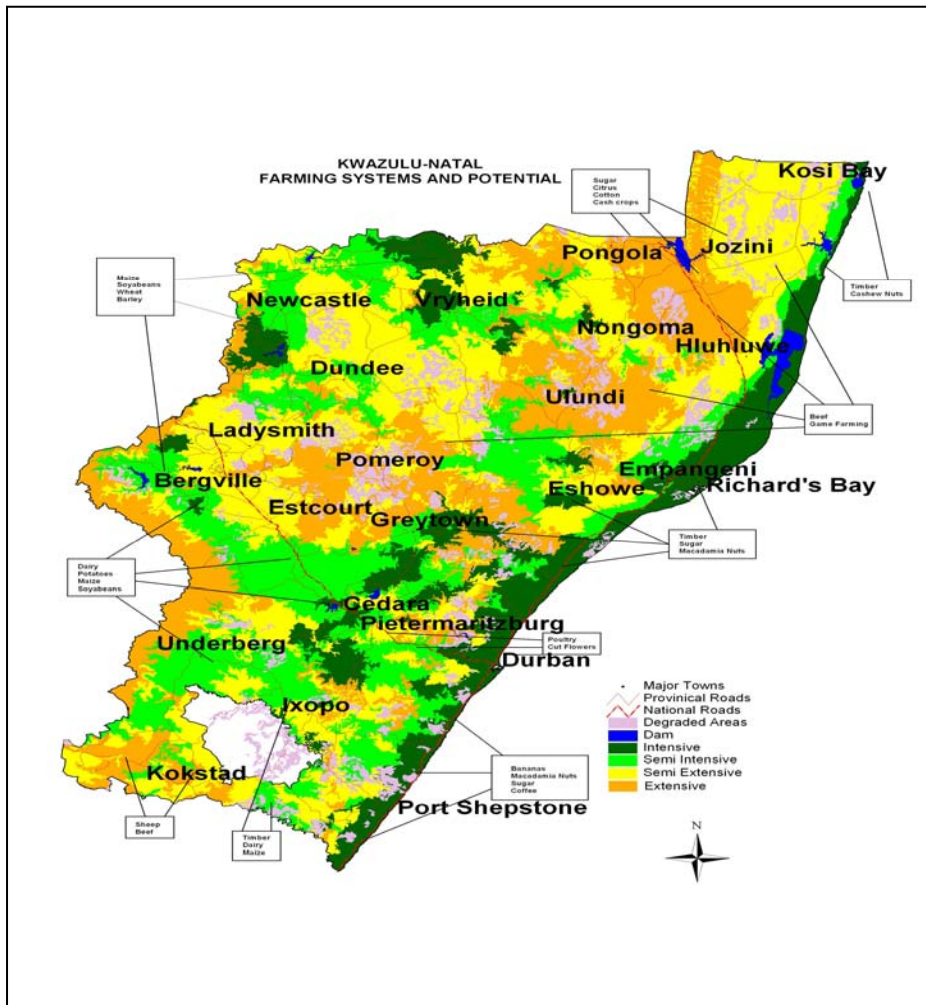 KWAZULU-NATAL
FARMING SYSTEMS AND POTENTIAL
Sugar
Citrus
Cotton
Cash crops
Kosi Bay
Pongola
Jozini
Maize
Soyabeans
Wheat
Barley
Timber
Cashew Nuts
Newcastle
Vryheid
Nongoma
Hluhluwe
Dundee
Ulundi
Beef
Game Farming
Ladysmith
Pomeroy
Bergville
Empangeni
Eshowe
Richard's Bay
Estcourt
Greytown
Timber
Sugar
Macadamia Nuts
Dairy
Potatoes
Maize
Soyabeans
Cedara
Pietermaritzburg
Poultry
Cut Flowers
Underberg
Durban
Ixopo
Major Towns
Provinical Roads
National Roads
Degraded Areas
Dam
Intensive
Semi Intensive
Semi Extensive
Extensive
Kokstad
Bananas
Macadamia Nuts
Sugar
Coffee
Port Shepstone
Sheep
Beef
Timber
Dairy
Maize
N